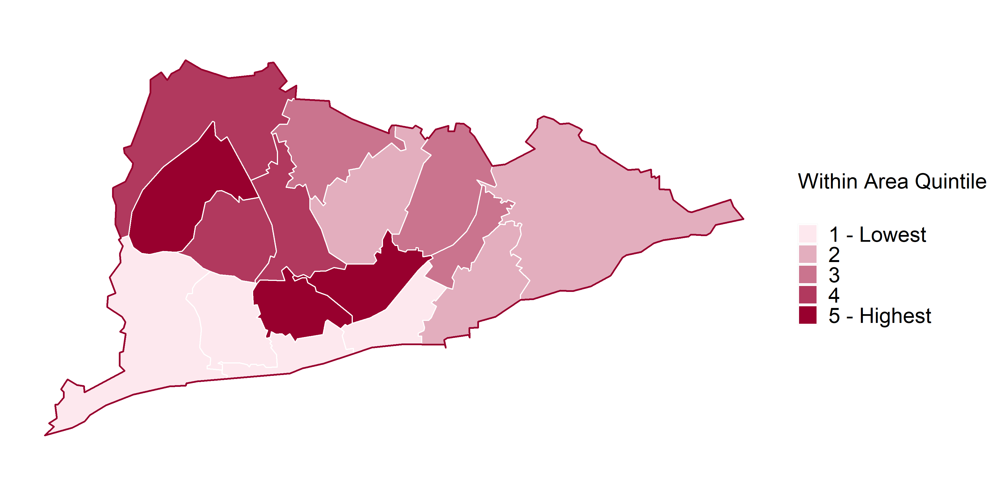 Within Area Quintile
1 - Lowest
2
3
4
5 - Highest